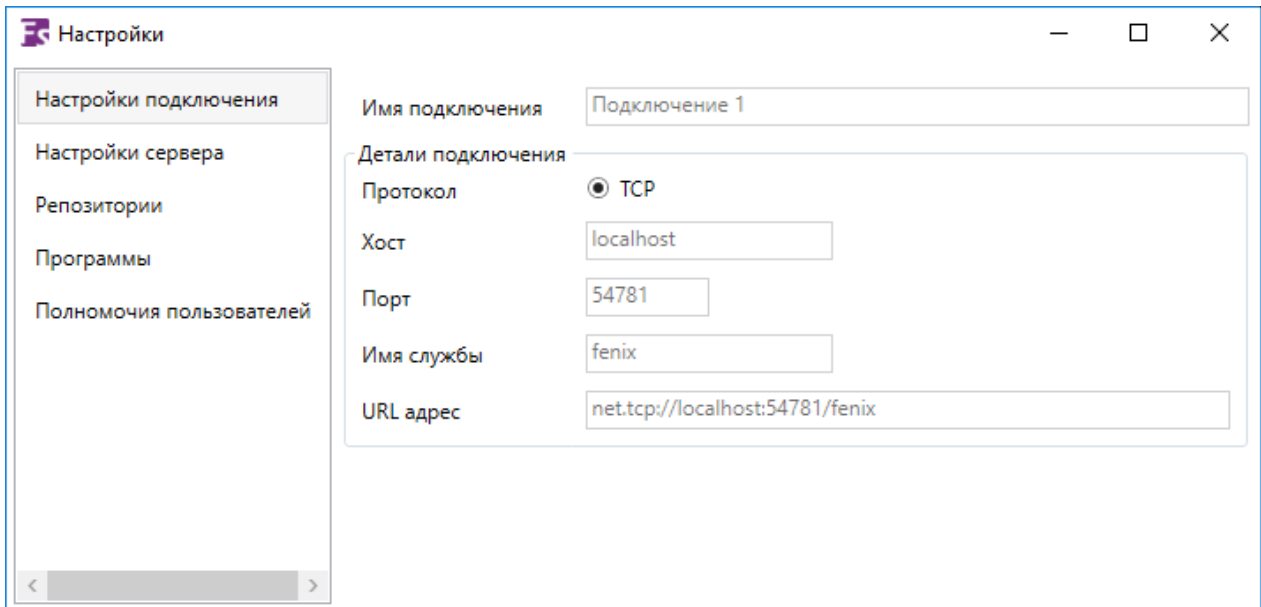 FS Настройки
Настройки подключения
Настройки сервера
Репозитории
Программы
Полномочия пользователей
Имя подключения Подключение 1
Детали подключения
Протокол TCP
Хост localhost
Порт 54781
Имя службы fenix
URL адрес net.tcp://localhost:54781/fenix